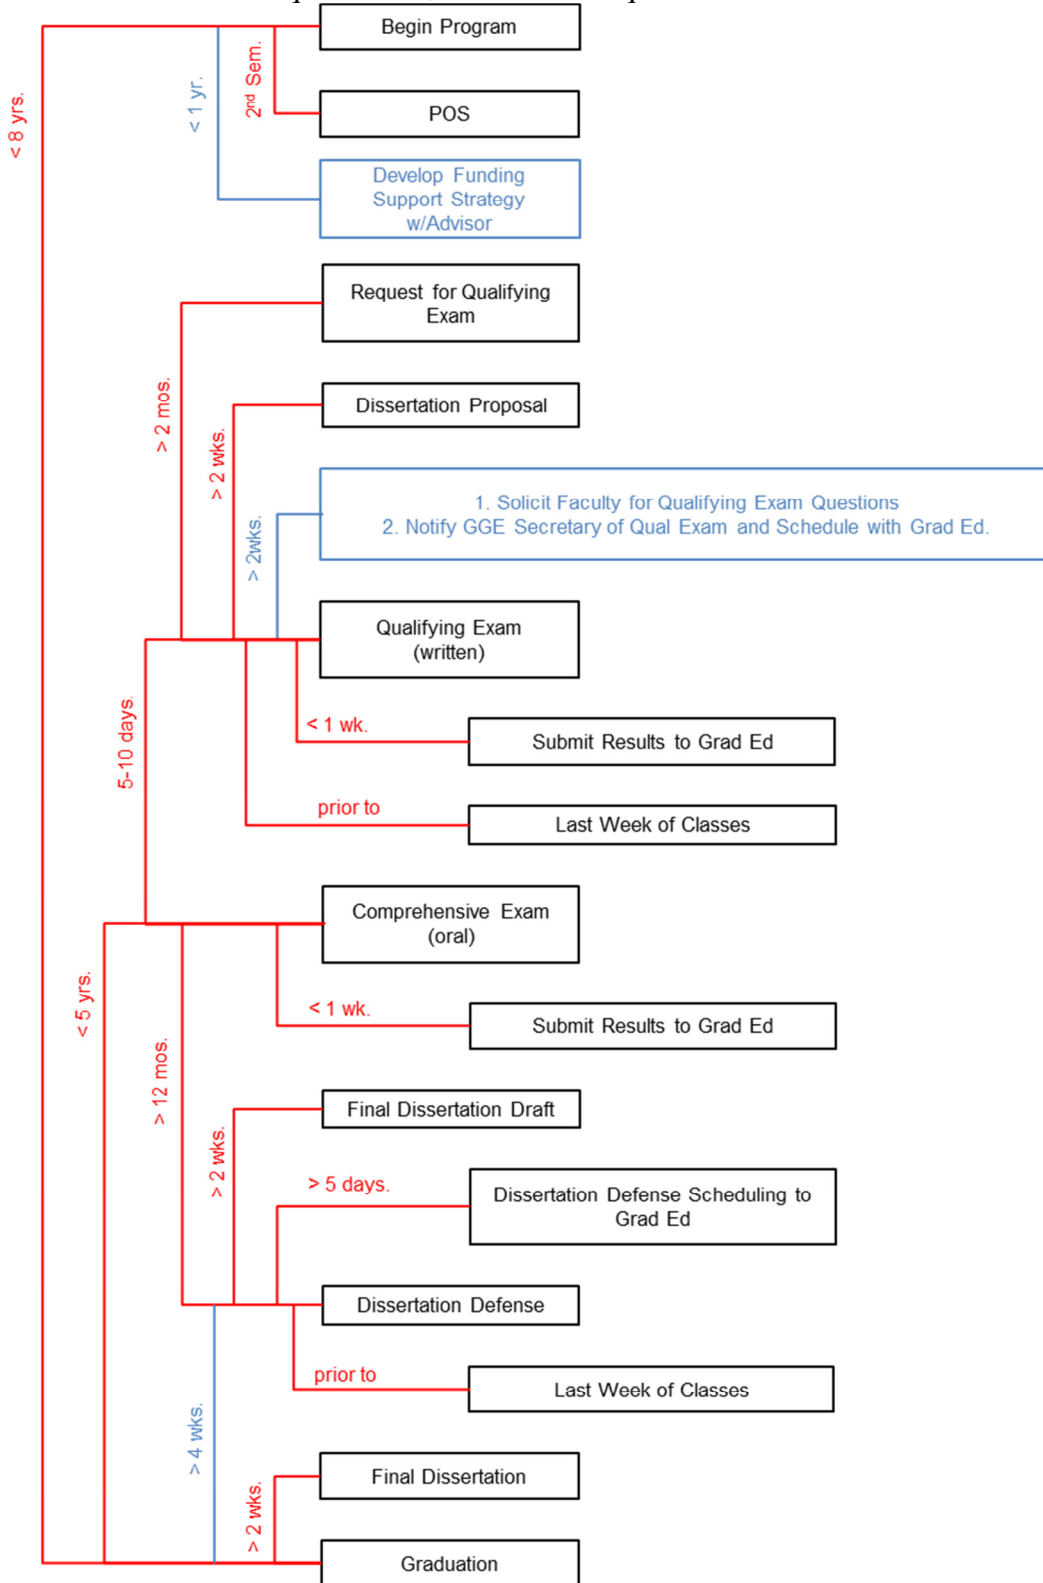 Begin Program
< 8 yrs.
< 1 yr.
2nd Sem.
POS
Develop Funding
Support Strategy
w/Advisor
Request for Qualifying
Exam
> 2 mos.
Dissertation Proposal
> 2 wks.
1. Solicit Faculty for Qualifying Exam Questions
2. Notify GGE Secretary of Qual Exam and Schedule with Grad Ed.
> 2wks.
Qualifying Exam
(written)
5-10 days.
< 1 wk.
Submit Results to Grad Ed
prior to
Last Week of Classes
Comprehensive Exam
(oral)
< 5 yrs.
< 1 wk.
Submit Results to Grad Ed
> 12 mos.
Final Dissertation Draft
> 2 wks.
> 5 days.
Dissertation Defense Scheduling to
Grad Ed
Dissertation Defense
prior to
Last Week of Classes
> 4 wks.
Final Dissertation
> 2 wks.
Graduation